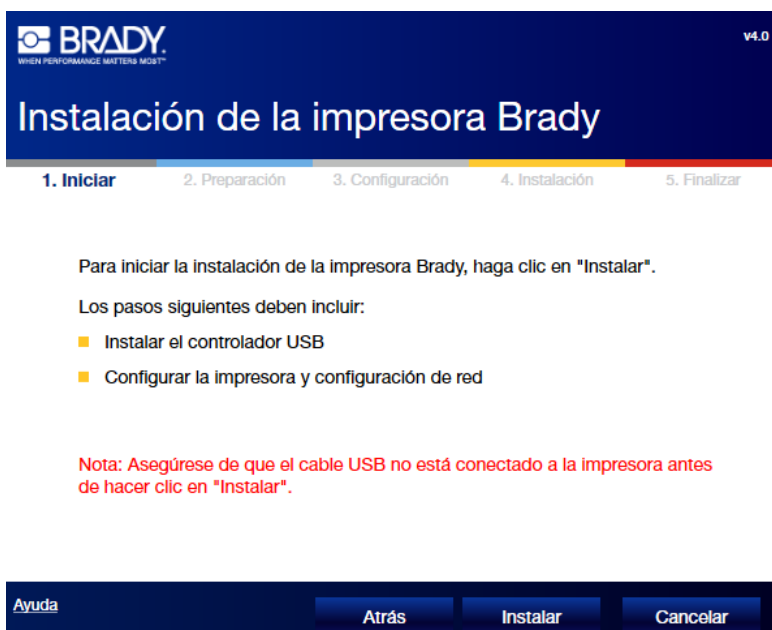 BRADY.
WHEN PERFORMANCE MATTERS MOST™
v4.0
Instalación de la impresora Brady
1. Iniciar 2. Preparación 3. Configuración 4. Instalación 5. Finalizar
Para iniciar la instalación de la impresora Brady, haga clic en "Instalar".
Los pasos siguientes deben incluir:
Instalar el controlador USB
Configurar la impresora y configuración de red
Nota: Asegúrese de que el cable USB no está conectado a la impresora antes
de hacer clic en "Instalar".
Ayuda Atrás Instalar Cancelar